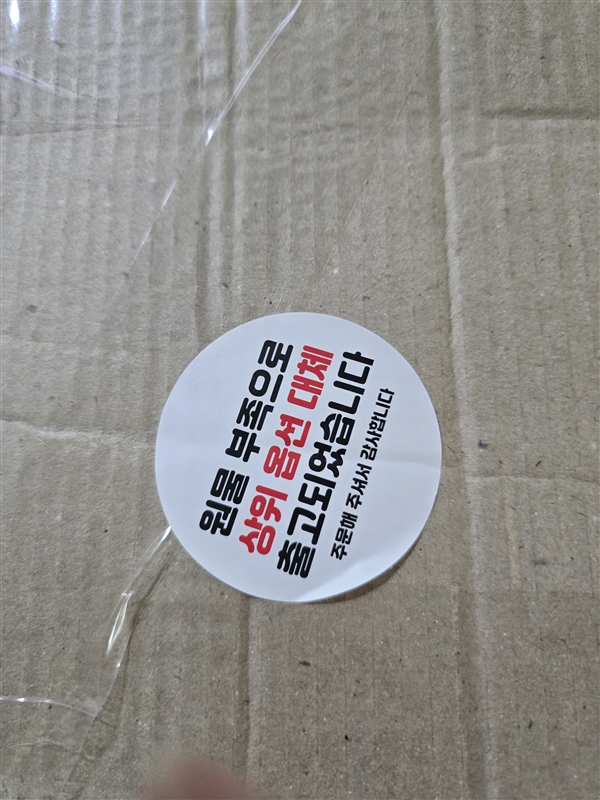 원물 부족으로
상위 옵션 대체
출고되었습니다
주문해 주셔서 감사합니다